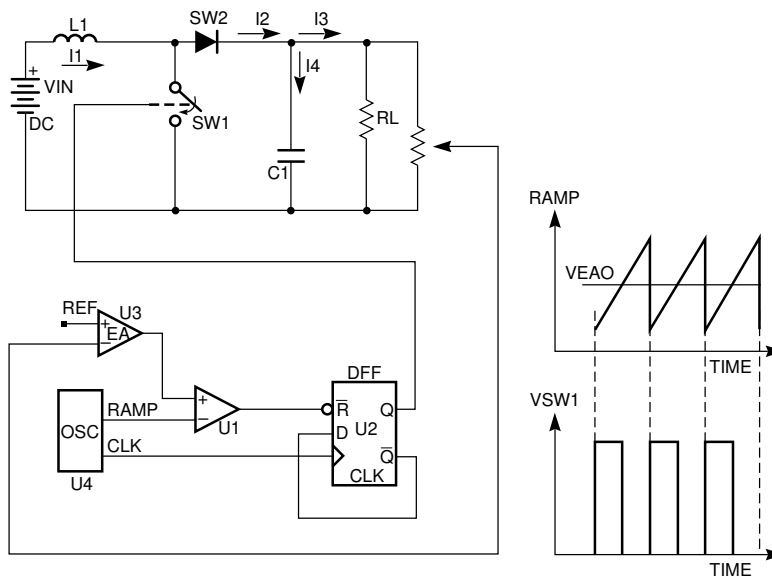 L1
SW2
I2
I3
I1
I4
+
VIN
DC
SW1
RL
C1
RAMP
VEAO
TIME
REF
U3
+
EA
−
DFF
RAMP
+
−
U1
R
Q
D
U2
OSC
CLK
Q
CLK
U4
VSW1
TIME